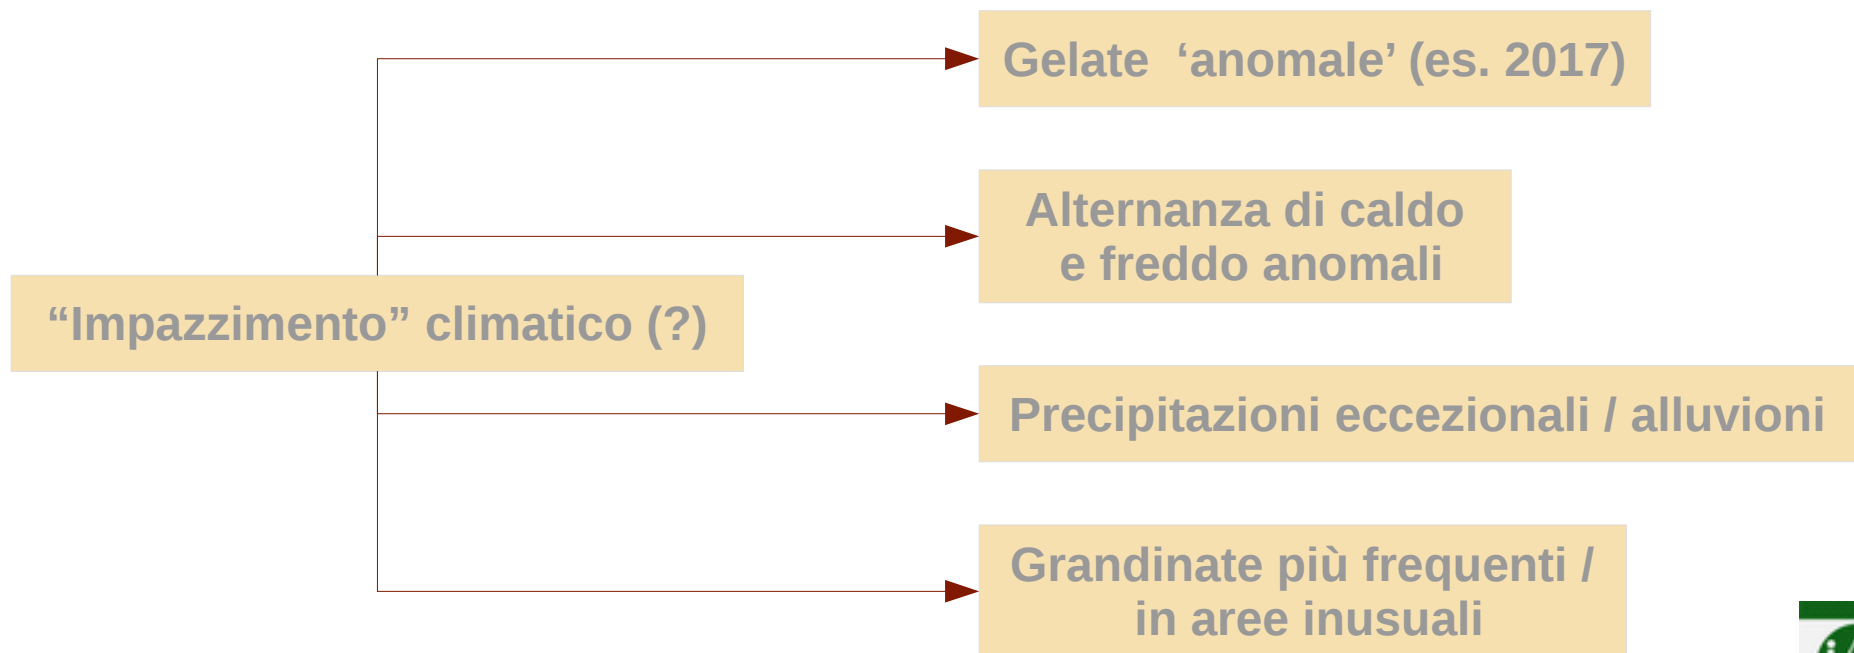 Gelate ‘anomale’ (es. 2017)
Alternanza di caldo
e freddo anomali
“Impazzimento” climatico (?)
Precipitazioni eccezionali / alluvioni
Grandinate più frequenti /
in aree inusuali